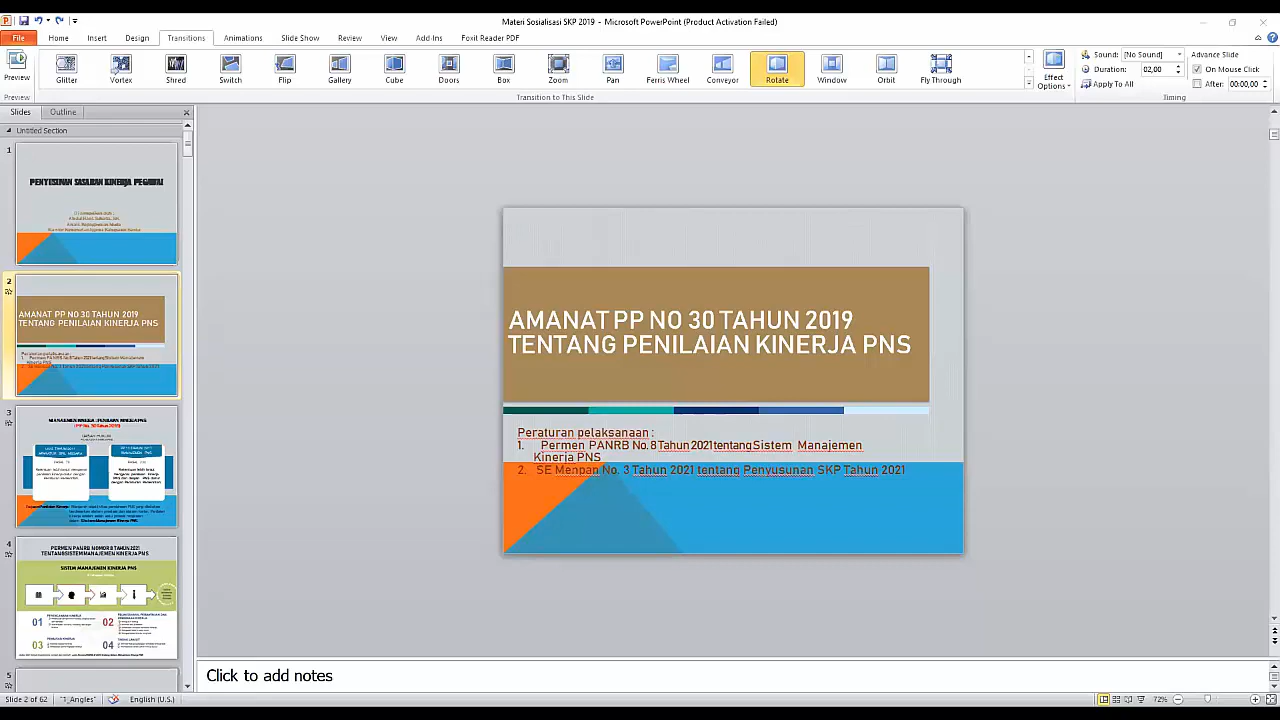 Materi Sosialisasi SKP 2019 - Microsoft PowerPoint (Product Activation Failed)
File Home Insert Design Transitions Animations Slide Show Review View Add-Ins Foxit Reader PDF
Preview
Glitter Vortex Shred Switch Flip Gallery Cube Doors Box Zoom Pan Ferris Wheel Conveyor Rotate Window Orbit Fly Through
Effect Options
Sound: [No Sound]
Duration: 02,00
Apply To All
Advance Slide
On Mouse Click
After: 00:00,00
Preview
Transition to This Slide
Timing
Slides Outline
Untitled Section
1
PENYUSUNAN SASARAN KINERJA PEGAWAI
2
AMANAT PP NO 30 TAHUN 2019
TENTANG PENILAIAN KINERJA PNS
Peraturan pelaksanaan :
3
4
PERMEN PANRB NOMOR 8 TAHUN 2021
TENTANG SISTEM MANAJEMEN KINERJA PNS
SISTEM MANAJEMEN KINERJA PNS
01
02
03
04
5
AMANAT PP NO 30 TAHUN 2019
TENTANG PENILAIAN KINERJA PNS
Peraturan pelaksanaan :
1. Permen PANRB No. 8 Tahun 2021 tentang Sistem Manajemen
Kinerja PNS
2. SE Menpan No. 3 Tahun 2021 tentang Penyusunan SKP Tahun 2021
Click to add notes
Slide 2 of 62
"1_Angles"
English (U.S.)
72%